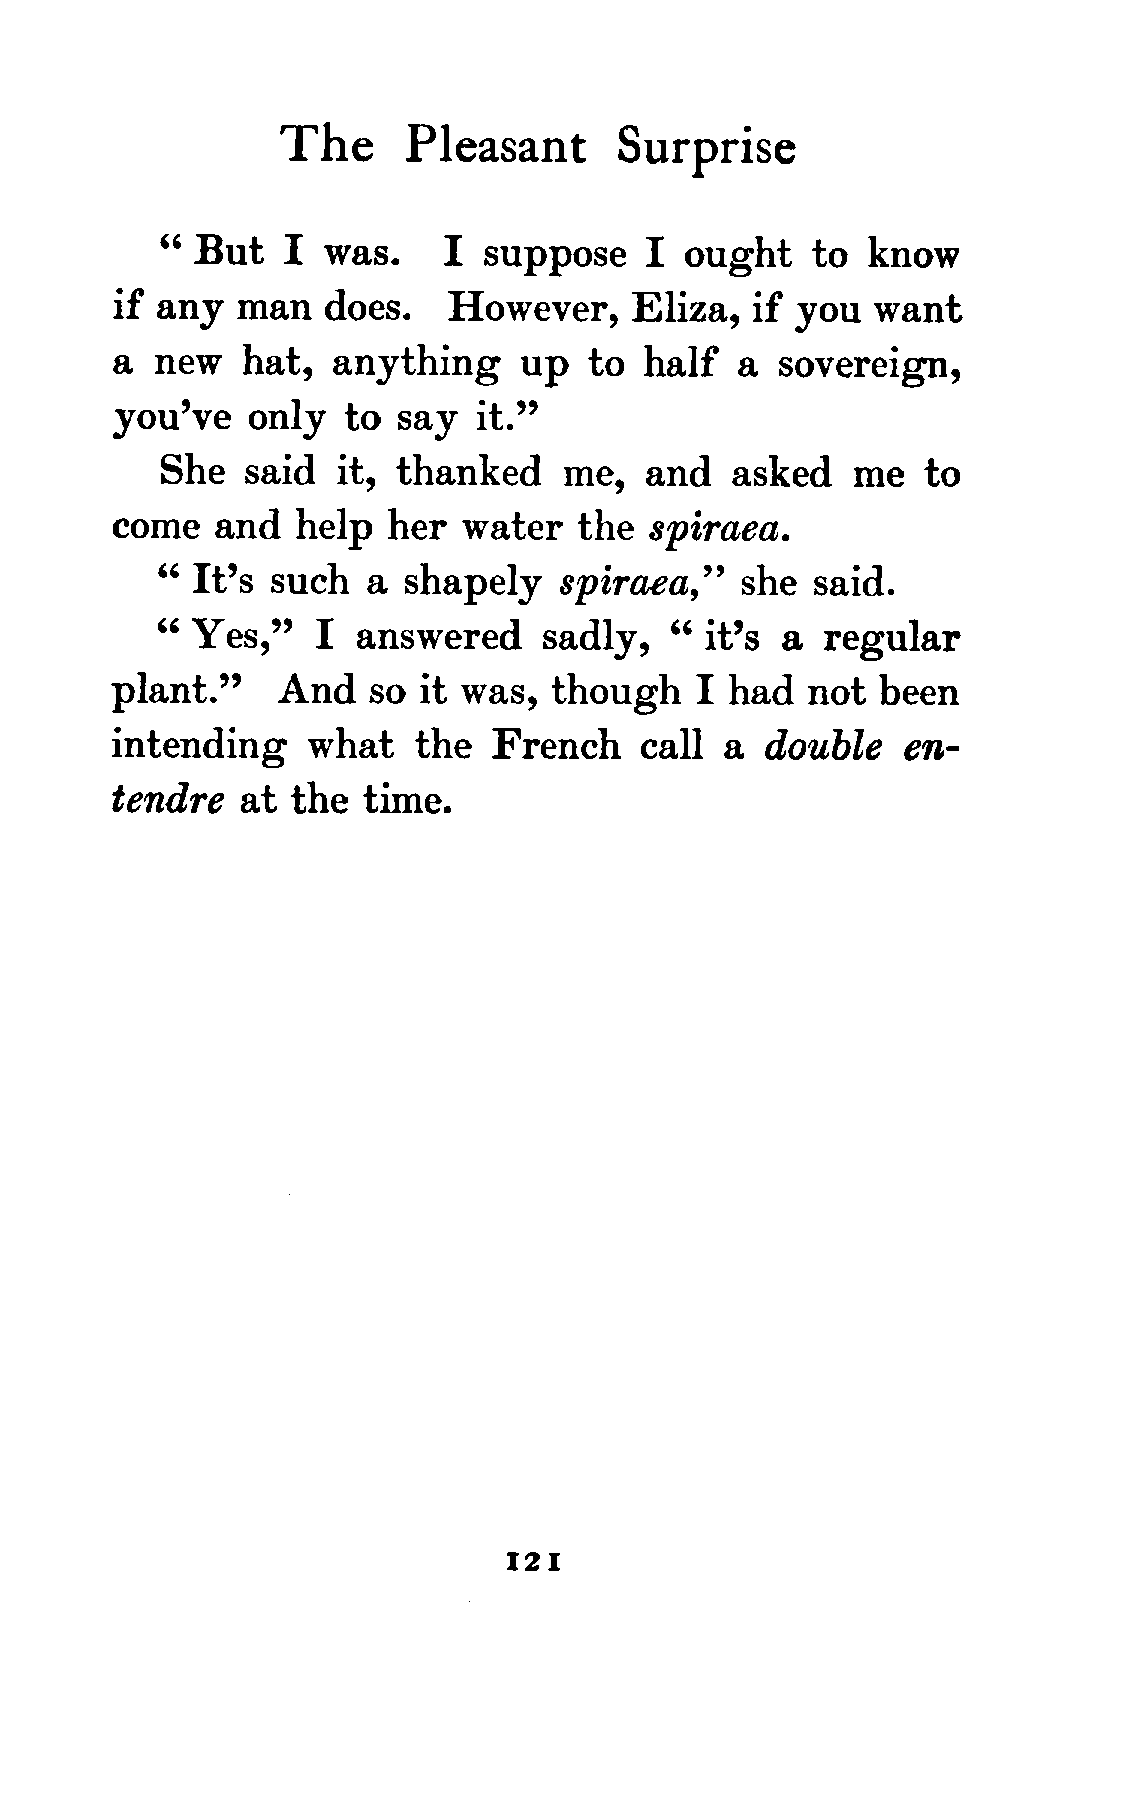 The Pleasant Surprise
“ But I was. I suppose I ought to know
if any man does. However, Eliza, if you want
a new hat, anything up to half a sovereign,
you’ve only to say it.”
She said it, thanked me, and asked me to
come and help her water the spiraea.
“ It’s such a shapely spiraea,” she said.
“ Yes,” I answered sadly, “ it’s a regular
plant.” And so it was, though I had not been
intending what the French call a double en-
tendre at the time.
121